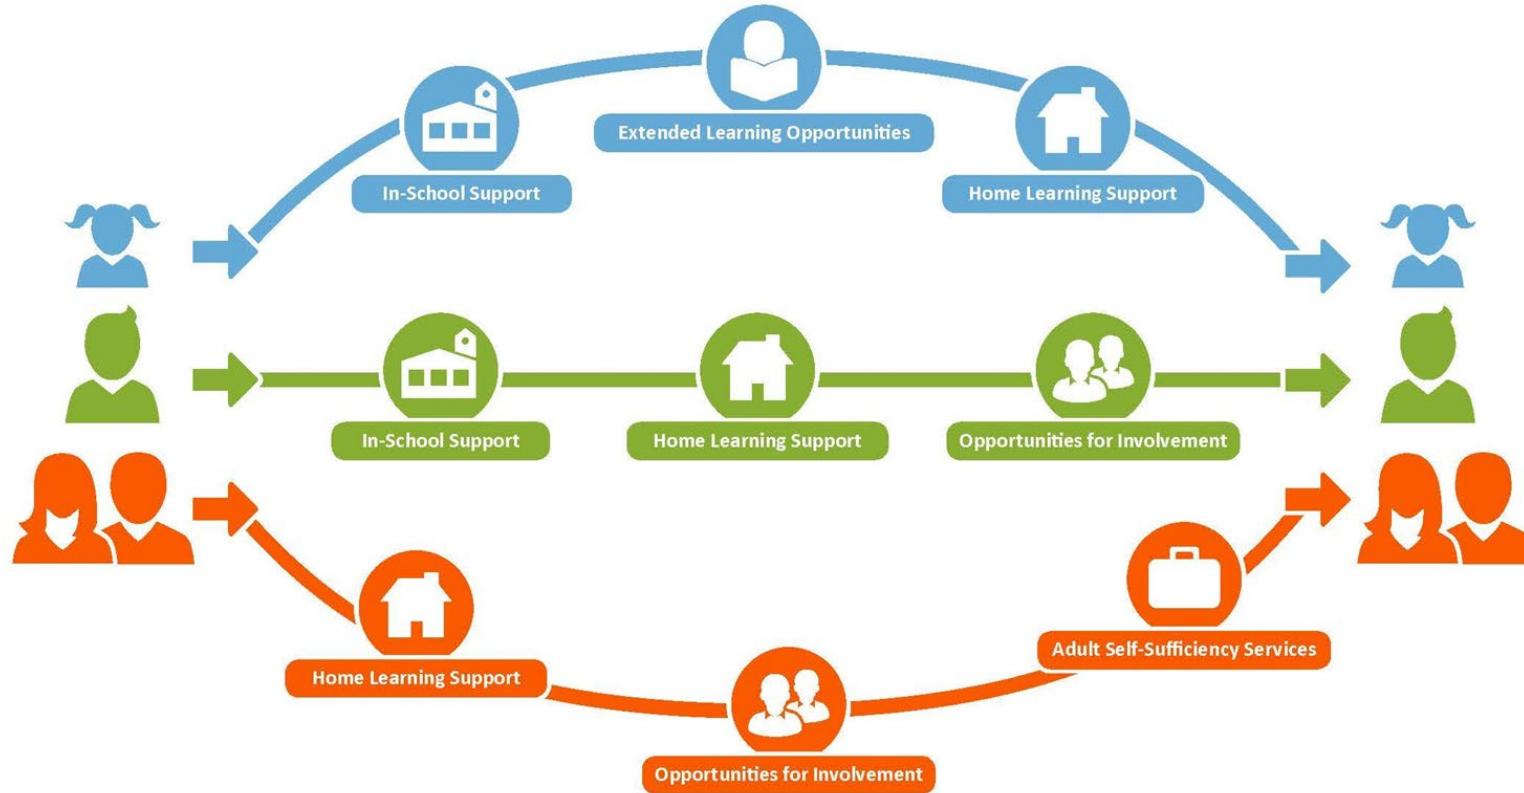 Extended Learning Opportunities
In-School Support
Home Learning Support
In-School Support
Home Learning Support
Opportunities for Involvement
Adult Self-Sufficiency Services
Home Learning Support
Opportunities for Involvement